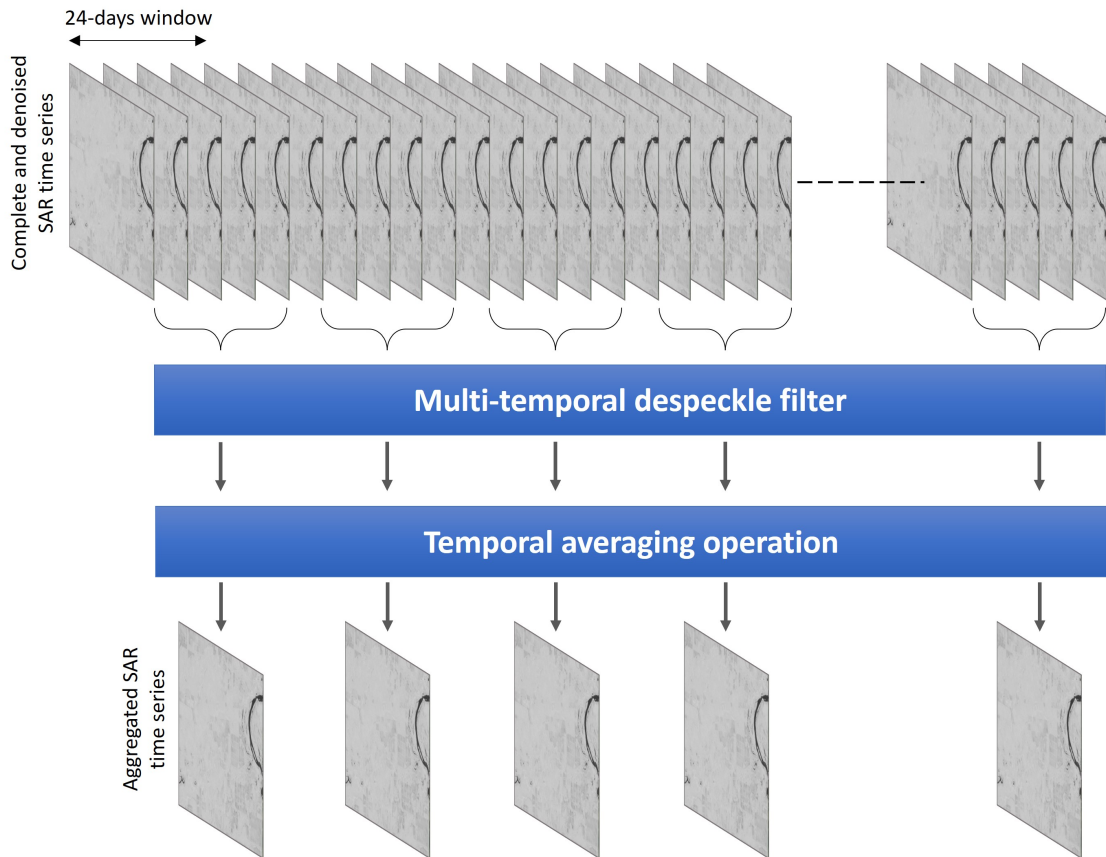 24-days window
Complete and denoised
SAR time series
Multi-temporal despeckle filter
Temporal averaging operation
Aggregated SAR
time series